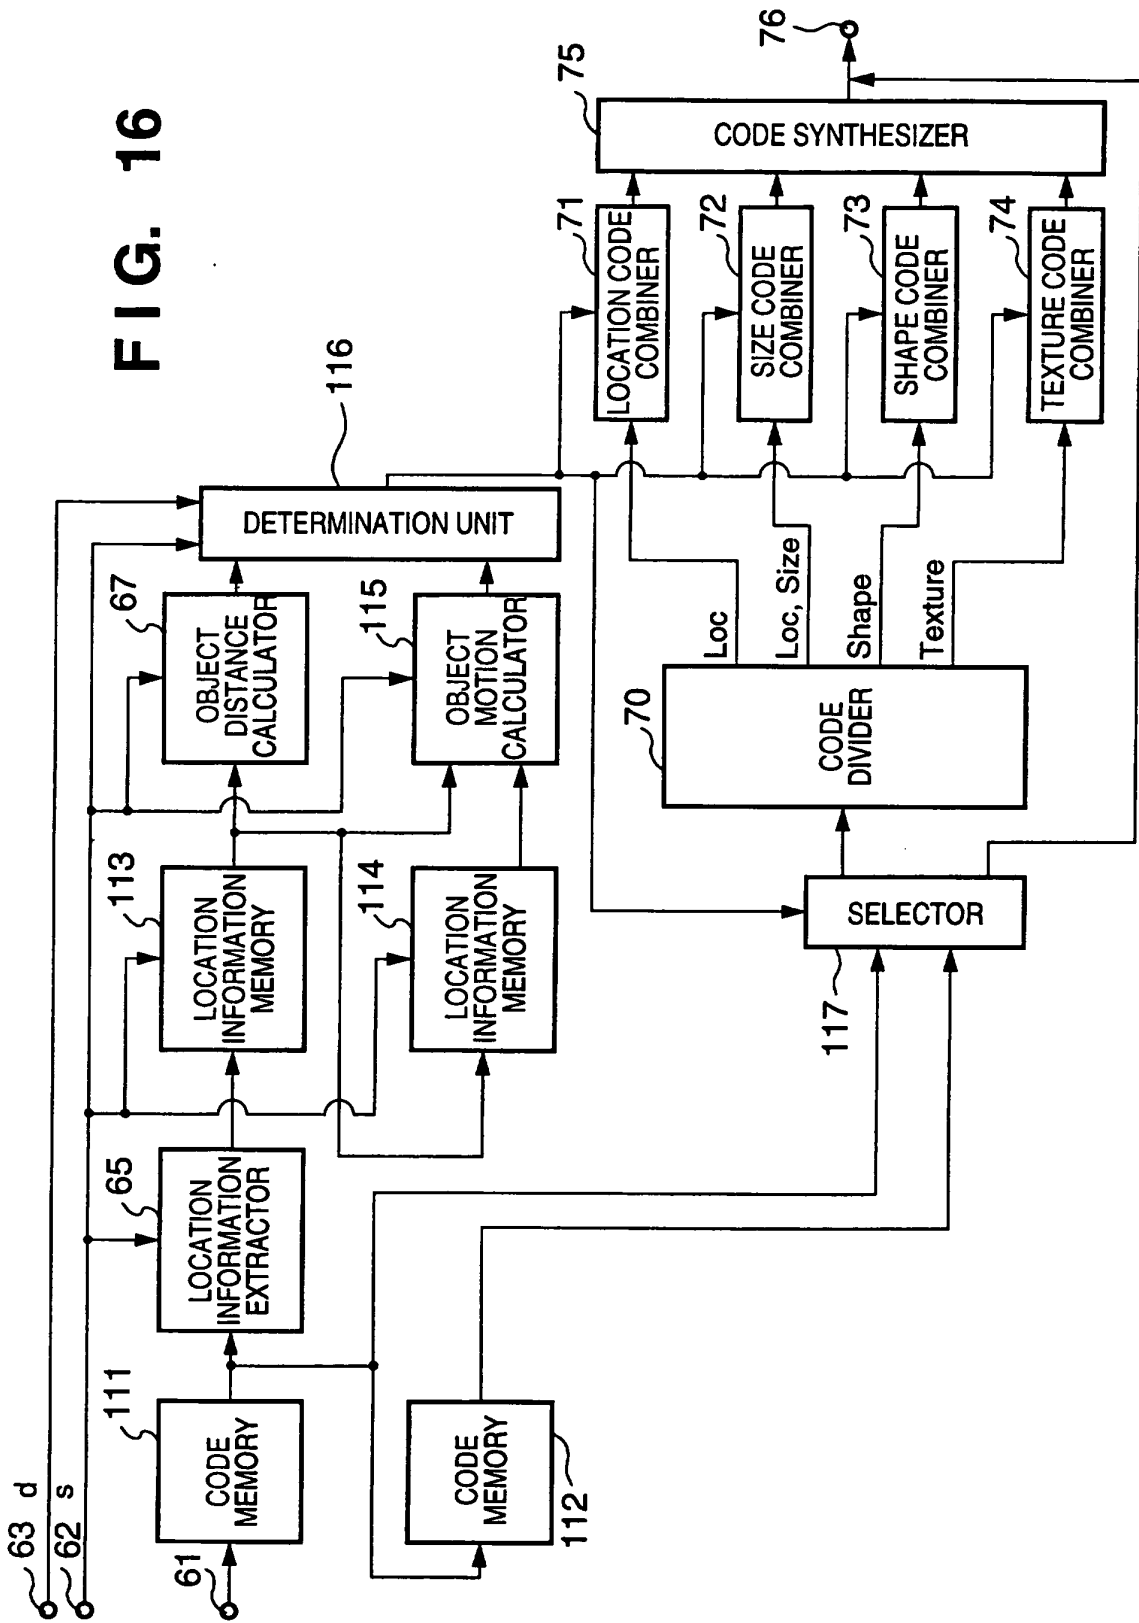 FIG. 16
63
d
62
s
61
111
CODE
MEMORY
112
CODE
MEMORY
65
LOCATION
INFORMATION
EXTRACTOR
113
LOCATION
INFORMATION
MEMORY
114
LOCATION
INFORMATION
MEMORY
67
OBJECT
DISTANCE
CALCULATOR
115
OBJECT
MOTION
CALCULATOR
116
DETERMINATION UNIT
117
SELECTOR
70
CODE
DIVIDER
Loc
Loc, Size
Shape
Texture
71
LOCATION CODE
COMBINER
72
SIZE CODE
COMBINER
73
SHAPE CODE
COMBINER
74
TEXTURE CODE
COMBINER
75
CODE SYNTHESIZER
76